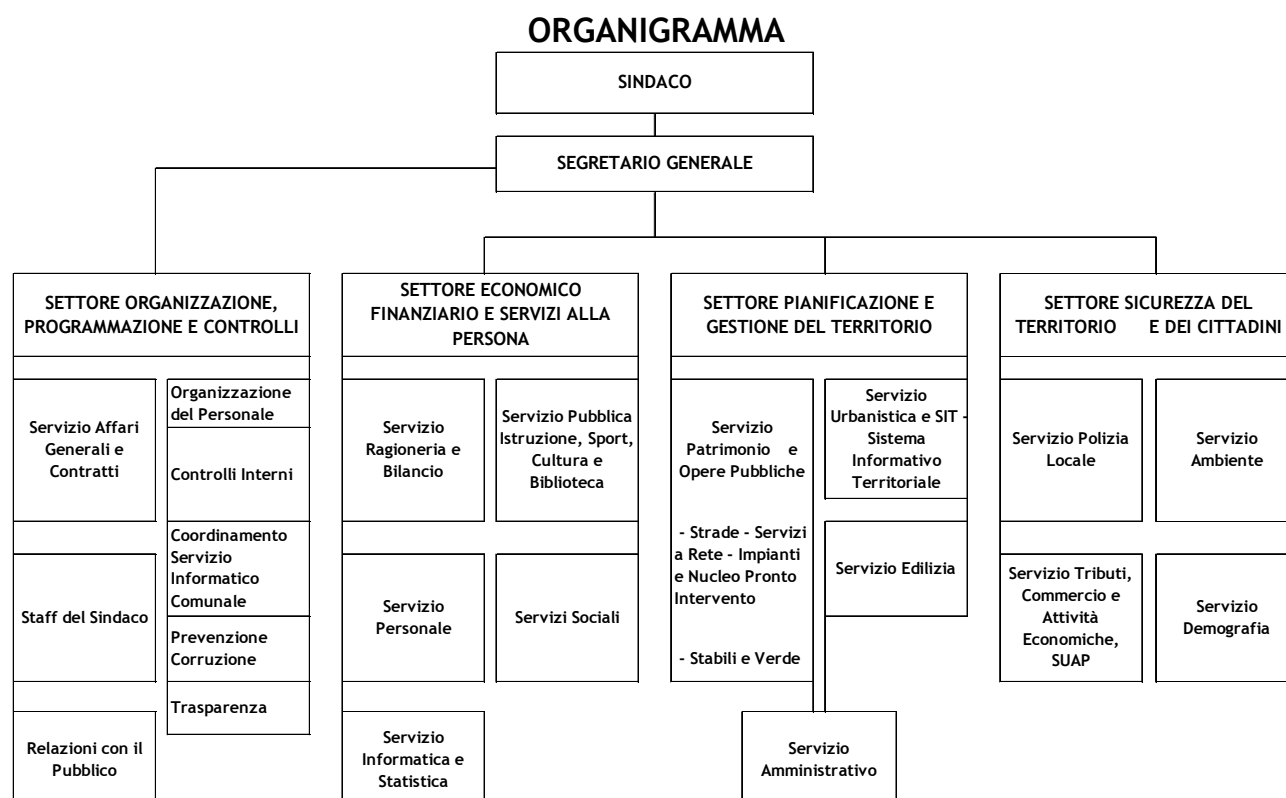 ORGANIGRAMMA
SINDACO
SEGRETARIO GENERALE
SETTORE ORGANIZZAZIONE,
PROGRAMMAZIONE E CONTROLLI
SETTORE ECONOMICO
FINANZIARIO E SERVIZI ALLA
PERSONA
SETTORE PIANIFICAZIONE E
GESTIONE DEL TERRITORIO
SETTORE SICUREZZA DEL
TERRITORIO E DEI CITTADINI
Servizio Affari
Generali e
Contratti
Organizzazione
del Personale
Controlli Interni
Coordinamento
Servizio
Informatico
Comunale
Prevenzione
Corruzione
Trasparenza
Staff del Sindaco
Relazioni con il
Pubblico
Servizio
Ragioneria e
Bilancio
Servizio Pubblica
Istruzione, Sport,
Cultura e
Biblioteca
Servizio
Personale
Servizi Sociali
Servizio
Informatica e
Statistica
Servizio
Patrimonio e
Opere Pubbliche
- Strade - Servizi
a Rete - Impianti
e Nucleo Pronto
Intervento
- Stabili e Verde
Servizio
Urbanistica e SIT -
Sistema
Informativo
Territoriale
Servizio Edilizia
Servizio
Amministrativo
Servizio Polizia
Locale
Servizio
Ambiente
Servizio Tributi,
Commercio e
Attività
Economiche,
SUAP
Servizio
Demografia